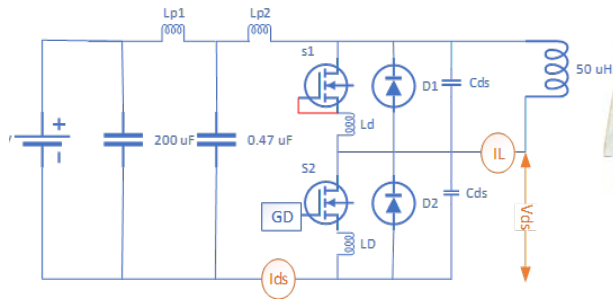 Lp1
Lp2
s1
D1
Cds
50 uH
+
200 uF
0.47 uF
Ld
IL
S2
GD
D2
Cds
Vds
LD
Ids